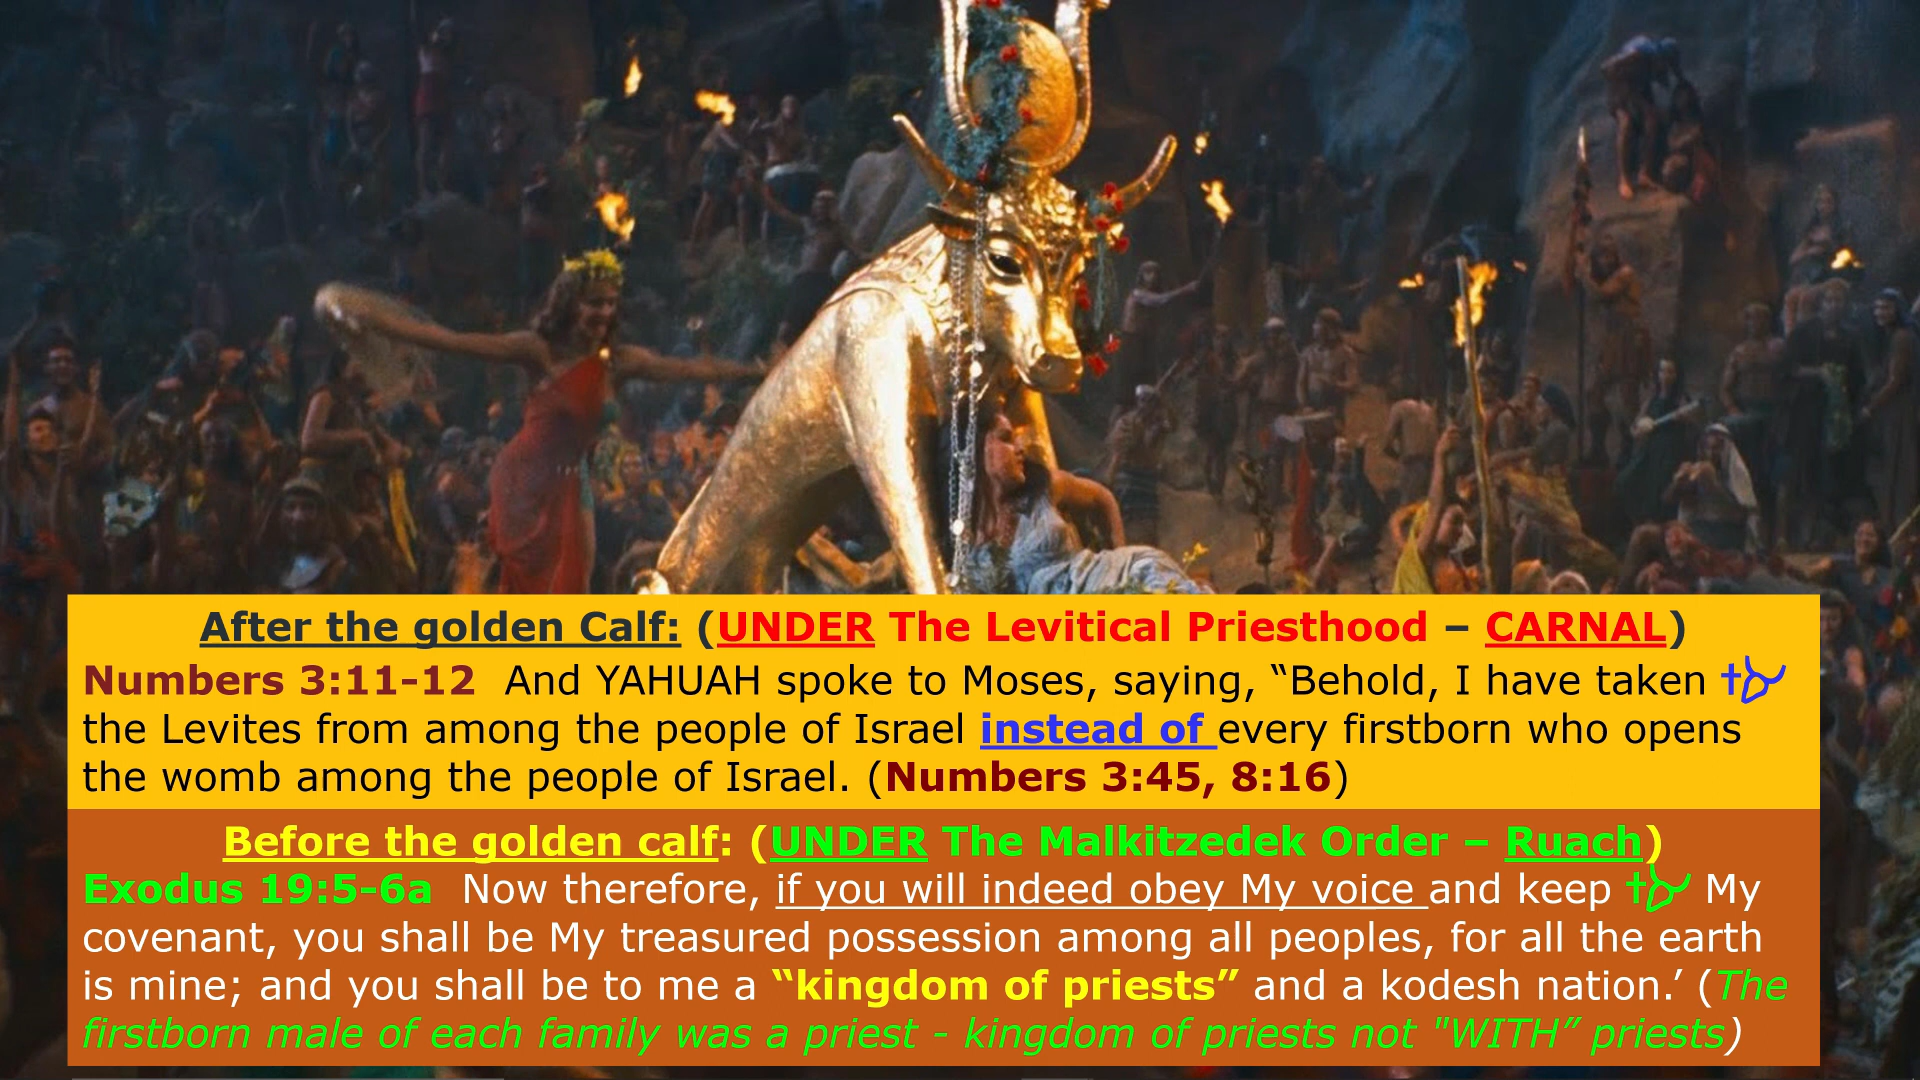 After the golden Calf: (UNDER The Levitical Priesthood – CARNAL)
Numbers 3:11-12 And YAHUAH spoke to Moses, saying, “Behold, I have taken 𐤀𐤕
the Levites from among the people of Israel instead of every firstborn who opens
the womb among the people of Israel. (Numbers 3:45, 8:16)
Before the golden calf: (UNDER The Malkitzedek Order – Ruach)
Exodus 19:5-6a Now therefore, if you will indeed obey My voice and keep 𐤀𐤕 My
covenant, you shall be My treasured possession among all peoples, for all the earth
is mine; and you shall be to me a “kingdom of priests” and a kodesh nation.’ (The
firstborn male of each family was a priest - kingdom of priests not "WITH” priests)